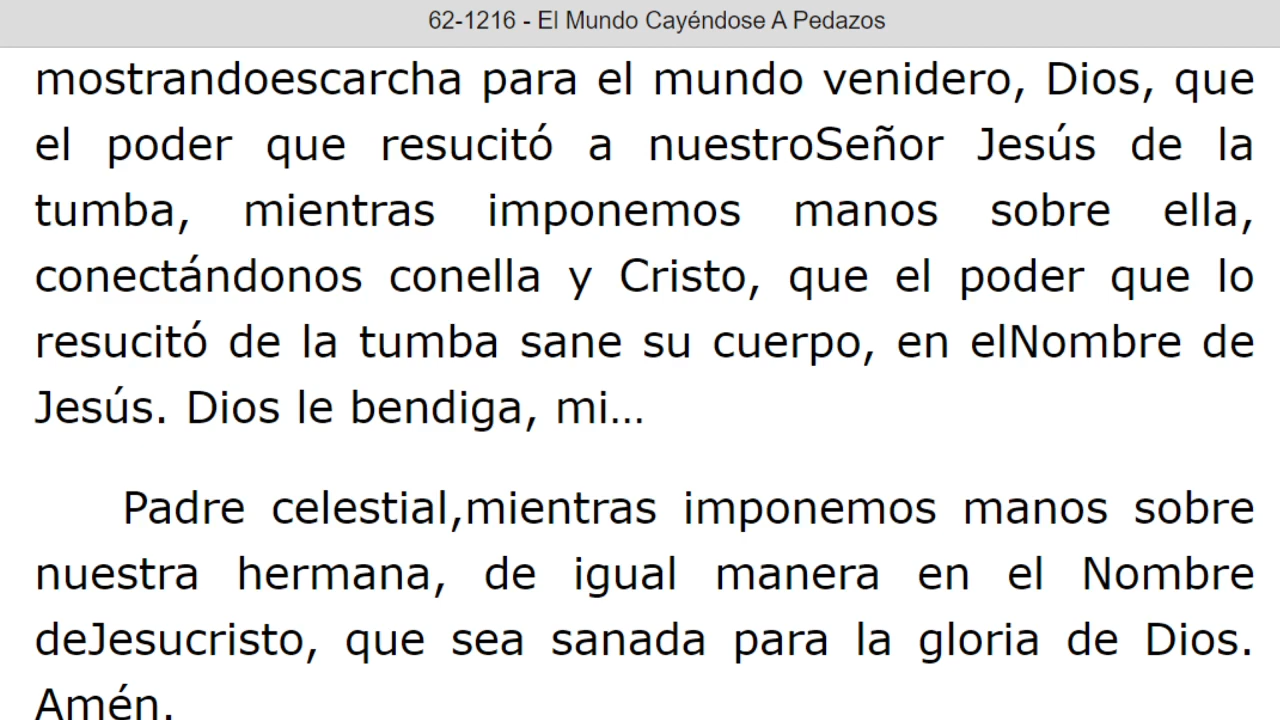 62-1216 - El Mundo Cayéndose A Pedazos
mostrandoescarcha para el mundo venidero, Dios, que
el poder que resucitó a nuestroSeñor Jesús de la
tumba, mientras imponemos manos sobre ella,
conectándonos conella y Cristo, que el poder que lo
resucitó de la tumba sane su cuerpo, en elNombre de
Jesús. Dios le bendiga, mi…
Padre celestial,mientras imponemos manos sobre
nuestra hermana, de igual manera en el Nombre
deJesucristo, que sea sanada para la gloria de Dios.
Amén.